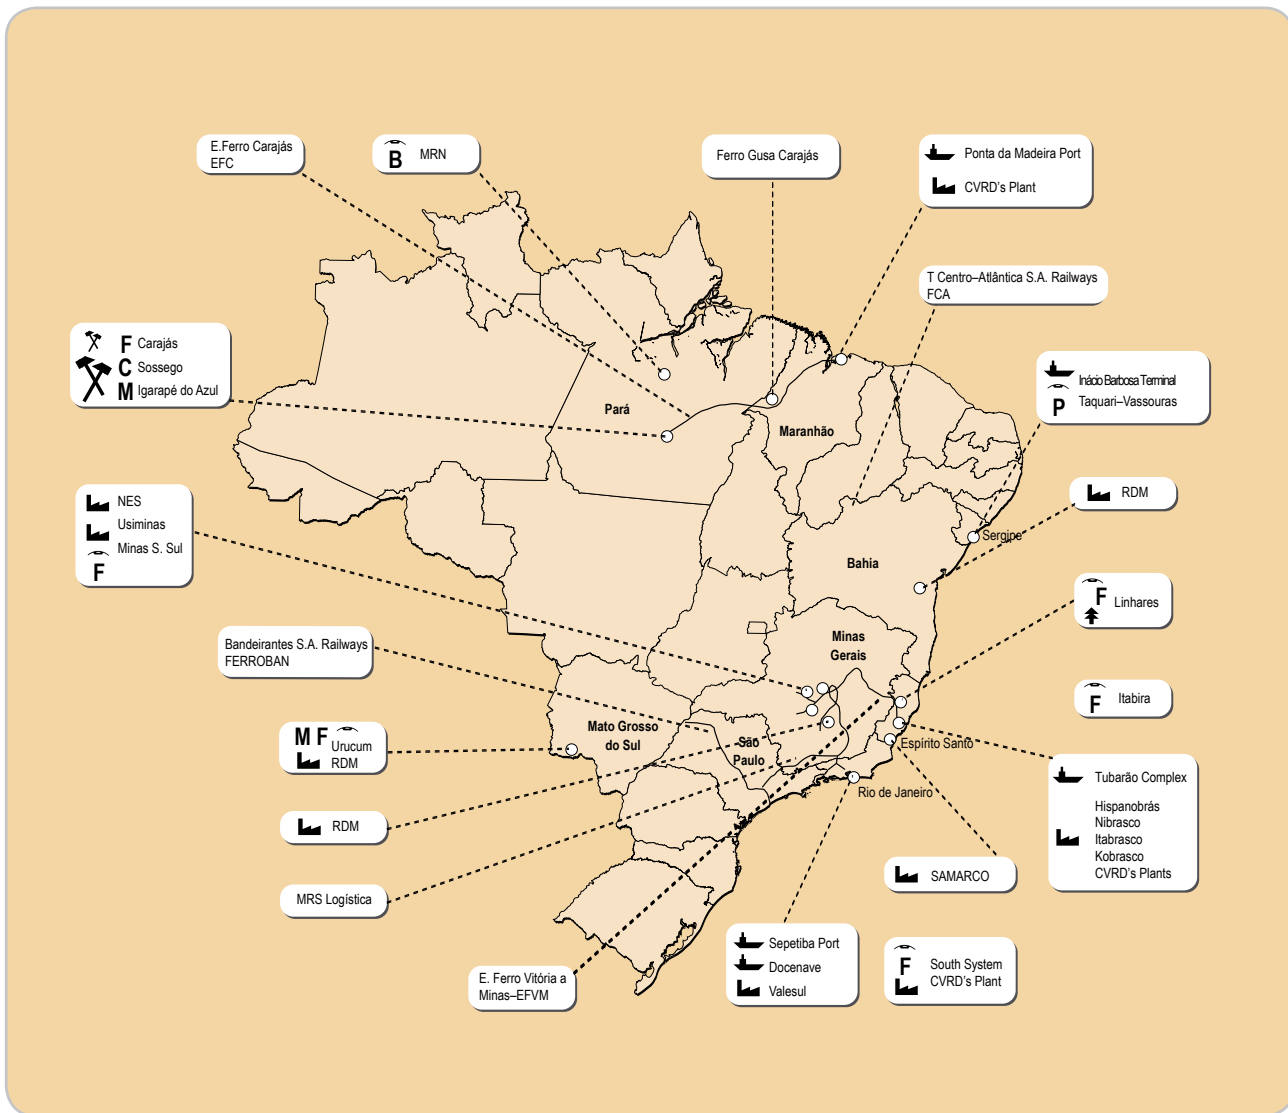 E.Ferro Carajás
EFC
B MRN
Ferro Gusa Carajás
Ponta da Madeira Port
CVRD's Plant
T Centro–Atlântica S.A. Railways
FCA
F Carajás
C Sossego
M Igarapé do Azul
Inácio Barbosa Terminal
P Taquari–Vassouras
Pará
Maranhão
NES
Usiminas
Minas S. Sul
F
RDM
Sergipe
Bahia
F Linhares
Minas
Gerais
Bandeirantes S.A. Railways
FERROBAN
F Itabira
Mato Grosso
do Sul
São
Paulo
Espírito Santo
Rio de Janeiro
M F
Urucum
RDM
Tubarão Complex
Hispanobrás
Nibrasco
Itabrasco
Kobrasco
CVRD's Plants
RDM
SAMARCO
MRS Logística
Sepetiba Port
Docenave
Valesul
F South System
CVRD's Plant
E. Ferro Vitória a
Minas–EFVM